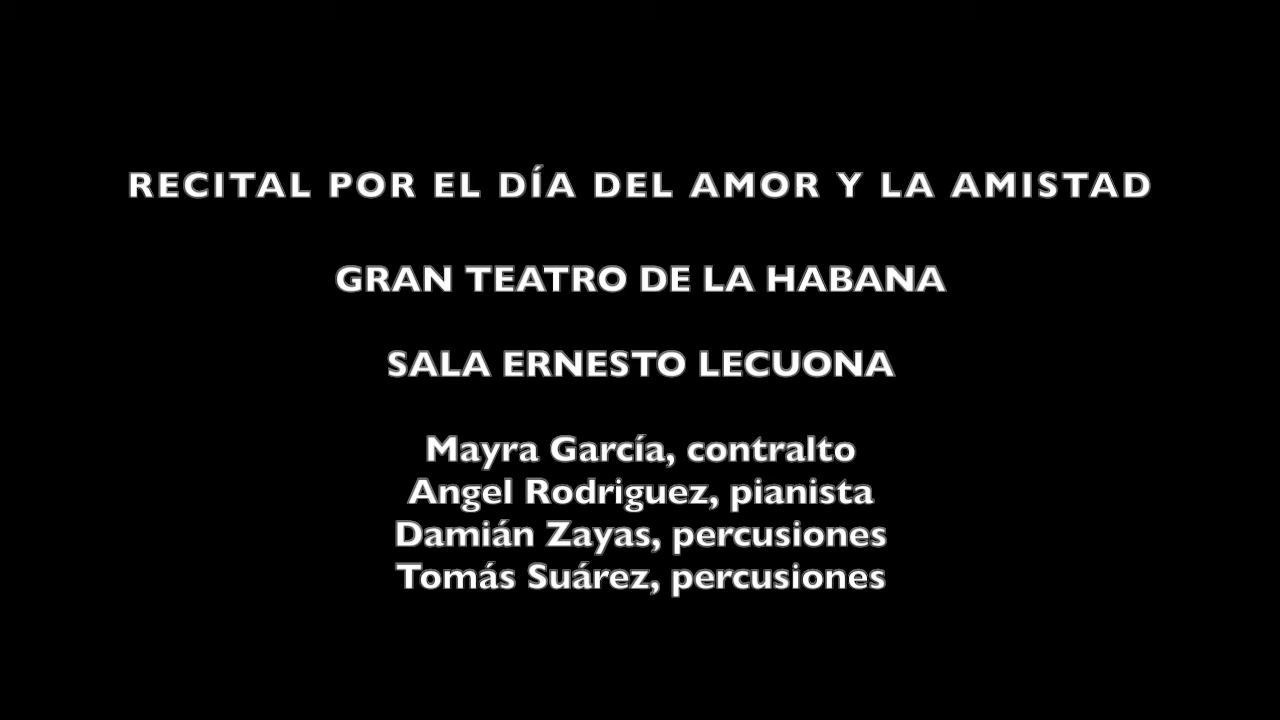 RECITAL POR EL DÍA DEL AMOR Y LA AMISTAD
GRAN TEATRO DE LA HABANA
SALA ERNESTO LECUONA
Mayra García, contralto
Angel Rodriguez, pianista
Damián Zayas, percusiones
Tomás Suárez, percusiones